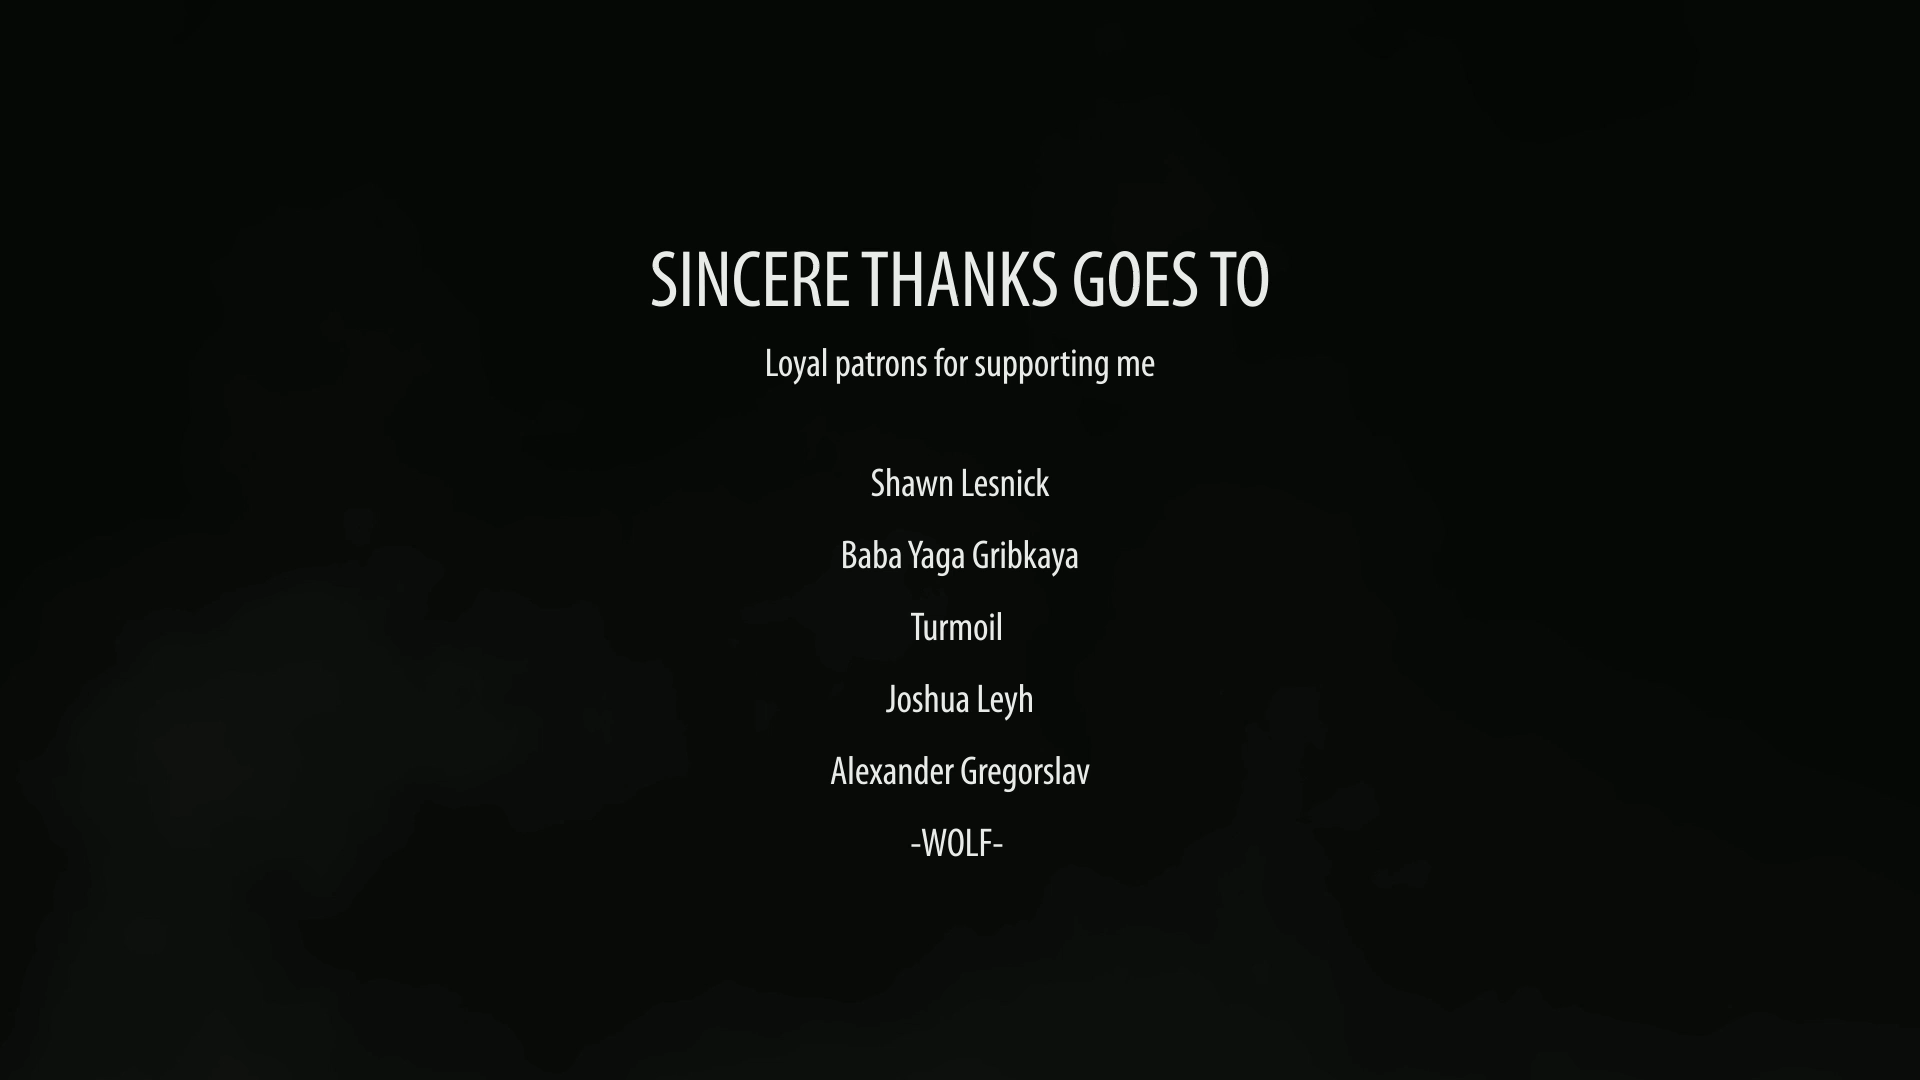 SINCERE THANKS GOES TO
Loyal patrons for supporting me
Shawn Lesnick
Baba Yaga Gribkaya
Turmoil
Joshua Leyh
Alexander Gregorslav
-WOLF-